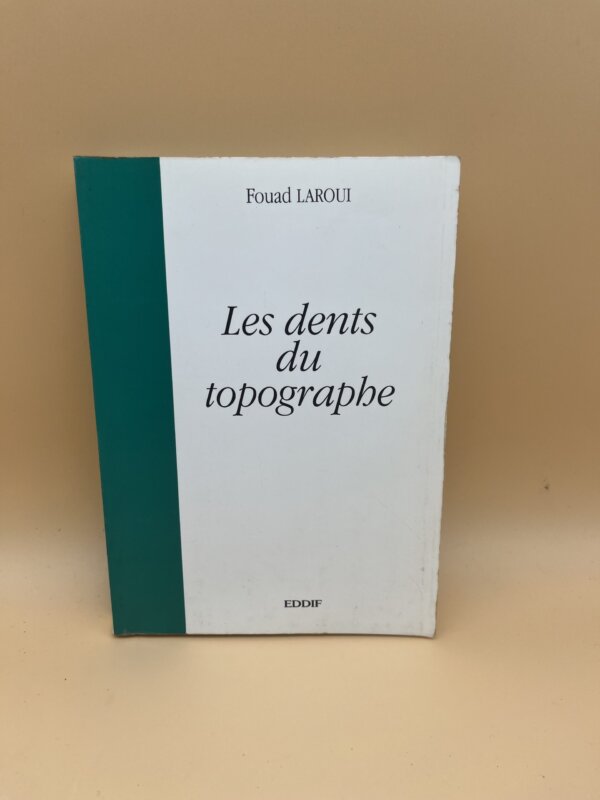 Fouad LAROUI
Les dents
du
topographe
EDDIF